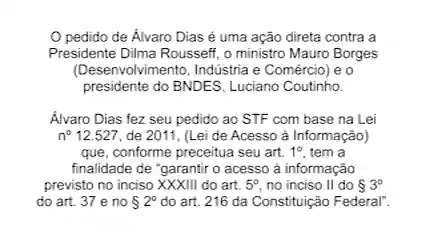 O pedido de Álvaro Dias é uma ação direta contra a
Presidente Dilma Rousseff, o ministro Mauro Borges
(Desenvolvimento, Indústria e Comércio) e o
presidente do BNDES, Luciano Coutinho.
Álvaro Dias fez seu pedido ao STF com base na Lei
nº 12.527, de 2011, (Lei de Acesso à Informação)
que, conforme preceitua seu art. 1º, tem a
finalidade de “garantir o acesso à informação
previsto no inciso XXXIII do art. 5º, no inciso II do § 3º
do art. 37 e no § 2º do art. 216 da Constituição Federal”.